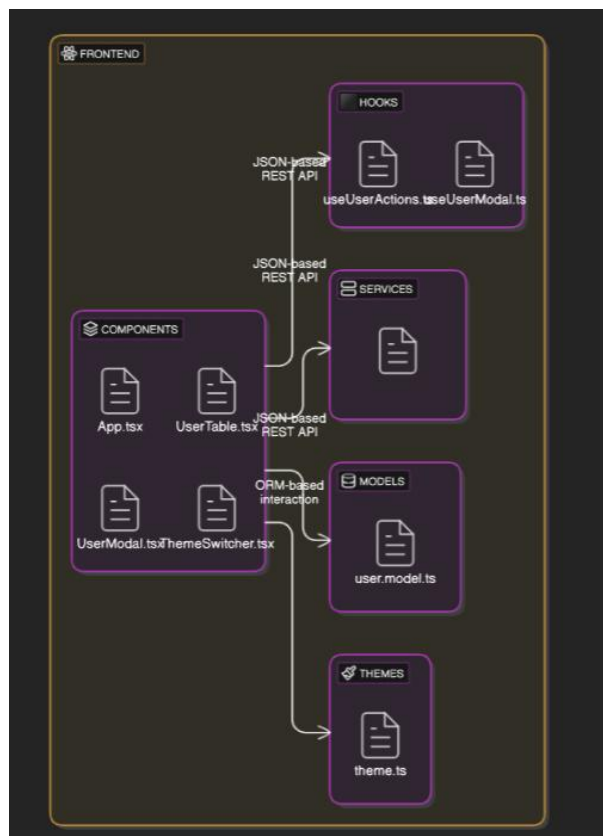 FRONTEND
HOOKS
JSON-based
REST API
useUserActions.ts
useUserModal.ts
JSON-based
REST API
SERVICES
COMPONENTS
App.tsx
UserTable.tsx
JSON-based
REST API
ORM-based
interaction
MODELS
UserModal.tsx
ThemeSwitcher.tsx
user.model.ts
THEMES
theme.ts